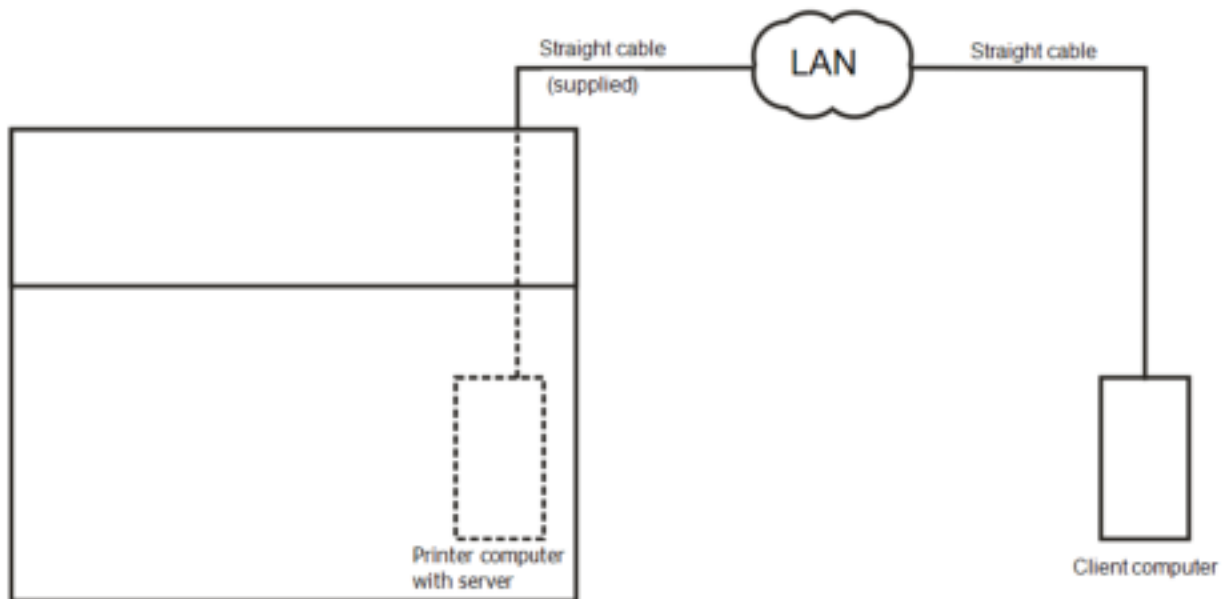 Straight cable
(supplied)
LAN
Straight cable
Printer computer
with server
Client computer